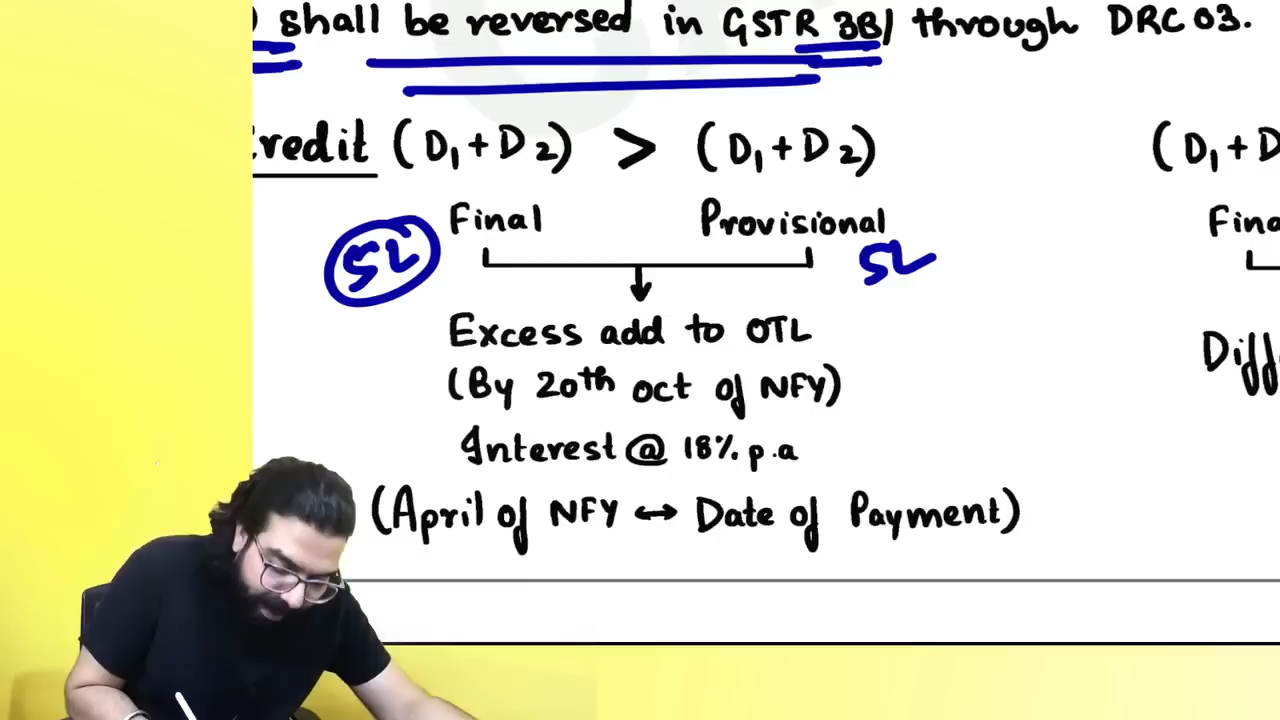 shall be reversed in GSTR 3B/ through DRC 03.
redit (D1+D2) > (D1+D2) (D1+D
Final Provisional Fina
5L 5L
Excess add to OTL
(By 20th oct of NFY) Diff
Interest @ 18% p.a
(April of NFY ↔ Date of Payment)